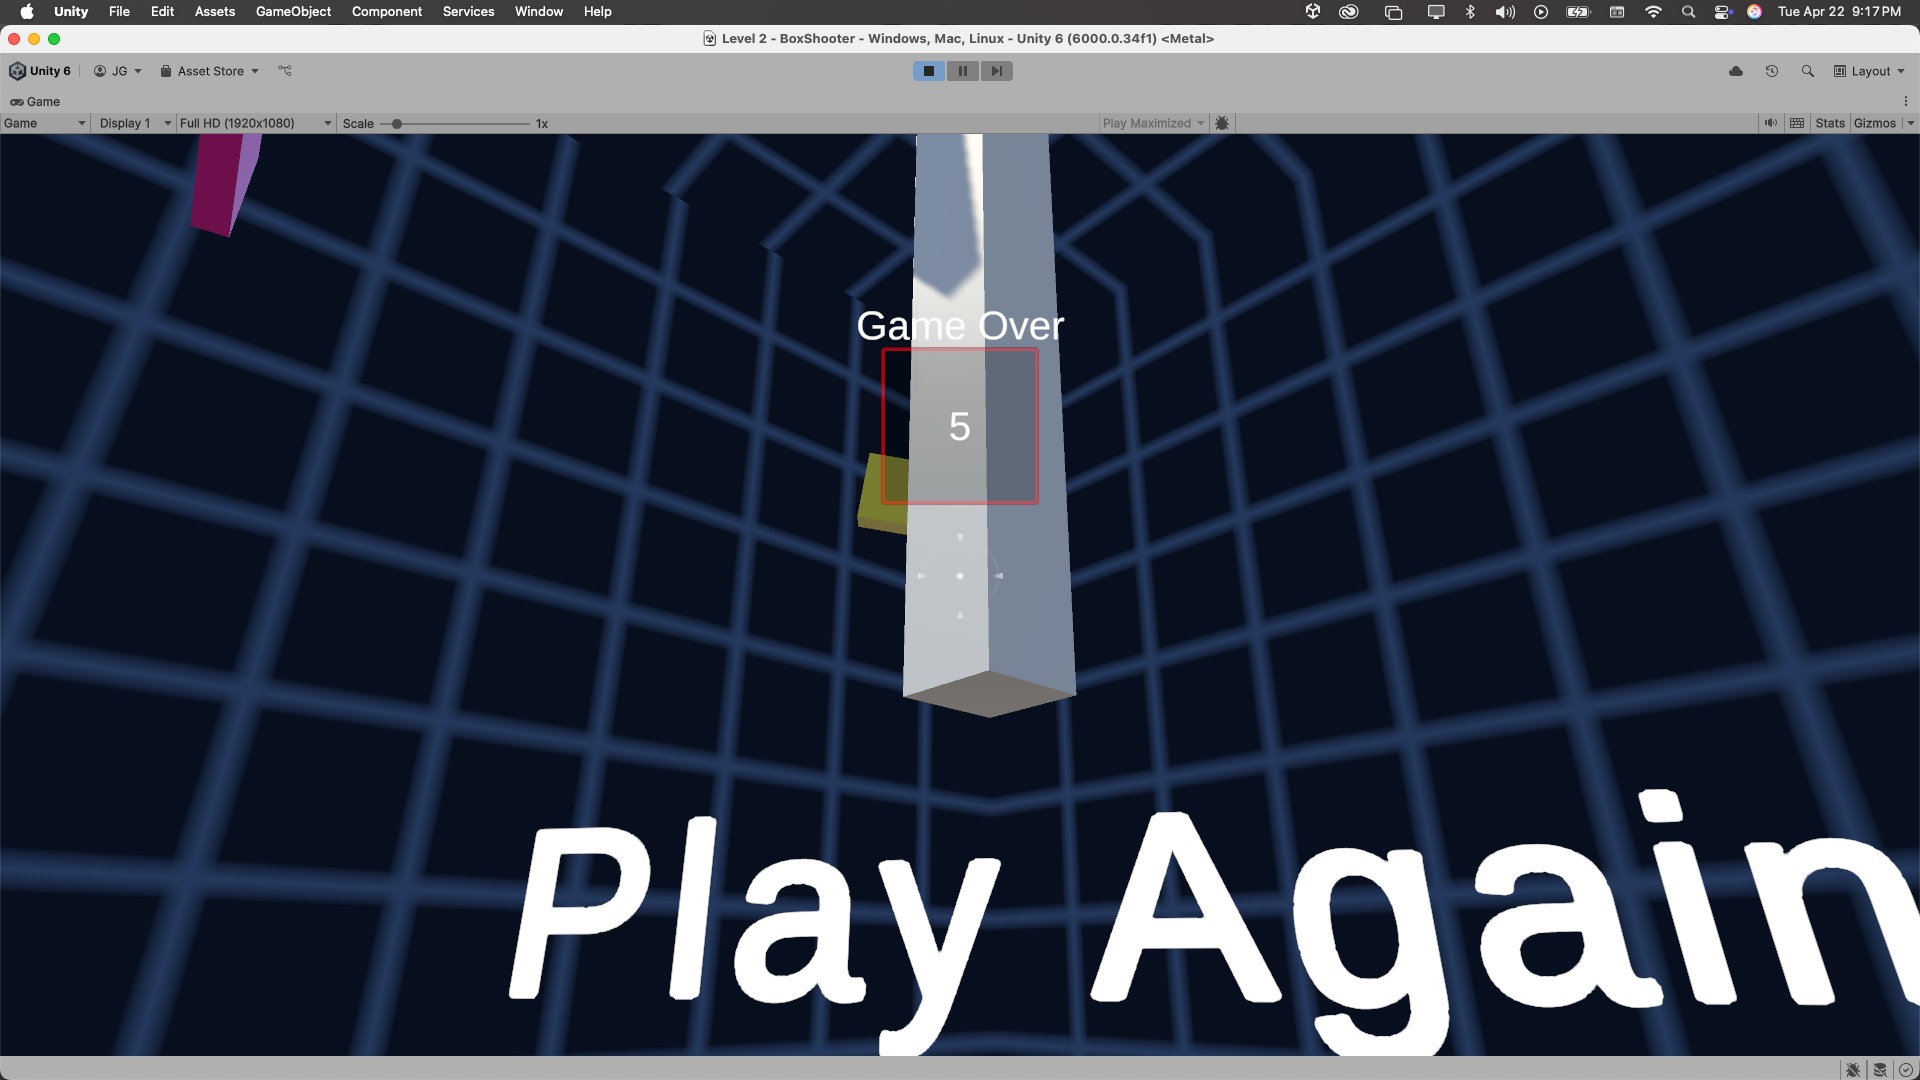 Unity File Edit Assets GameObject Component Services Window Help Tue Apr 22 9:17 PM
Level 2 - BoxShooter - Windows, Mac, Linux - Unity 6 (6000.0.34f1) <Metal>
Unity 6 JG Asset Store Layout
Game
Game Display 1 Full HD (1920x1080) Scale 1x Play Maximized Stats Gizmos
Game Over
5
Play Again